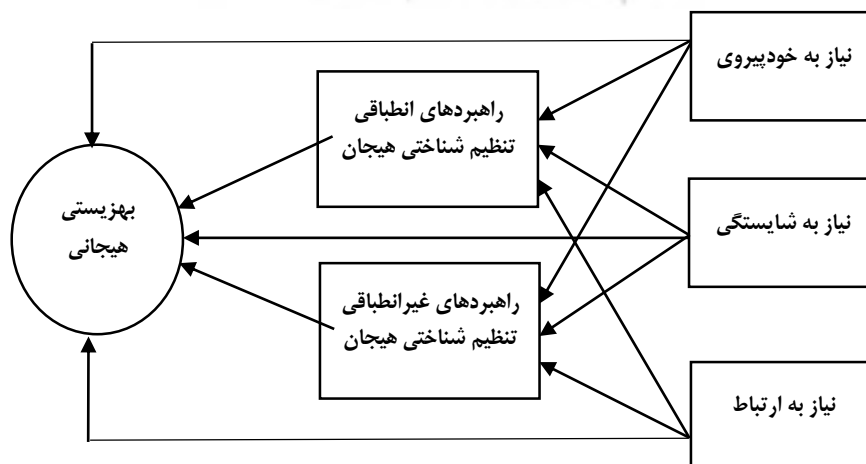 نیاز به خودپیروی
راهبردهای انطباقی
تنظیم شناختی هیجان
نیاز به شایستگی
بهزیستی
هیجانی
راهبردهای غیرانطباقی
تنظیم شناختی هیجان
نیاز به ارتباط